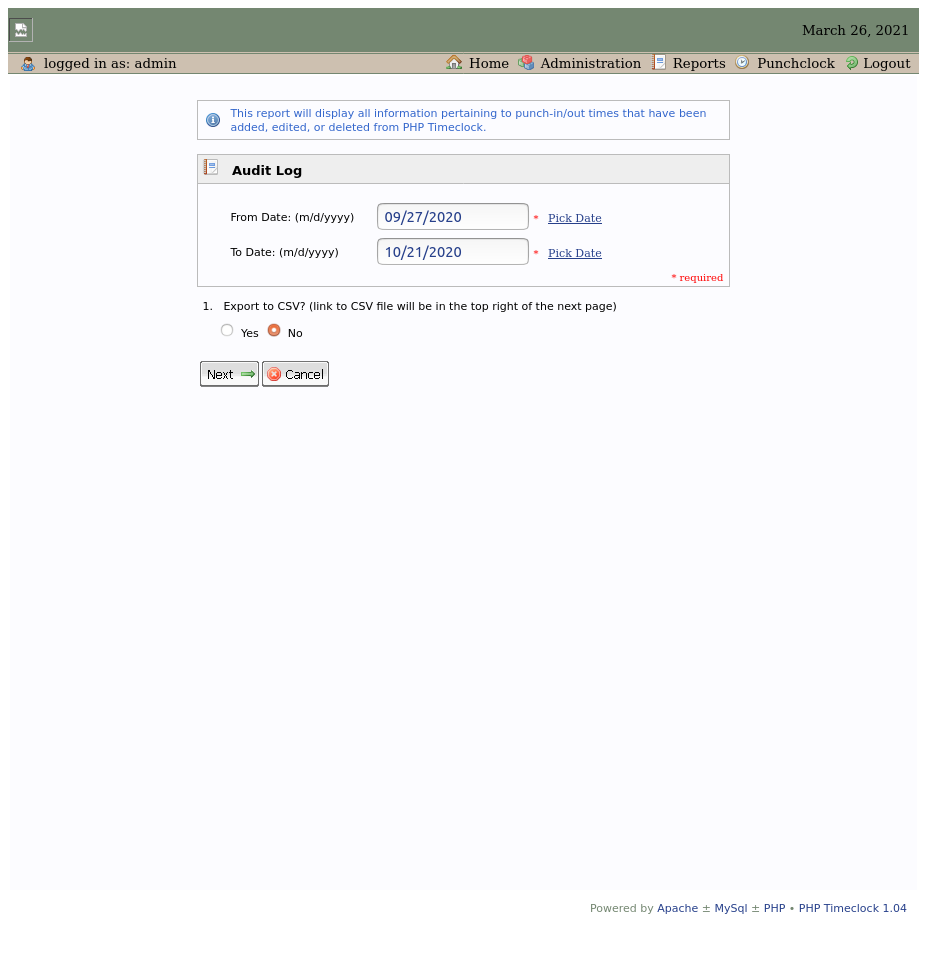 March 26, 2021
logged in as: admin Home Administration Reports Punchclock Logout
This report will display all information pertaining to punch-in/out times that have been
added, edited, or deleted from PHP Timeclock.
Audit Log
From Date: (m/d/yyyy) 09/27/2020 * Pick Date
To Date: (m/d/yyyy) 10/21/2020 * Pick Date
* required
1. Export to CSV? (link to CSV file will be in the top right of the next page)
Yes No
Next Cancel
Powered by Apache ± MySql ± PHP • PHP Timeclock 1.04